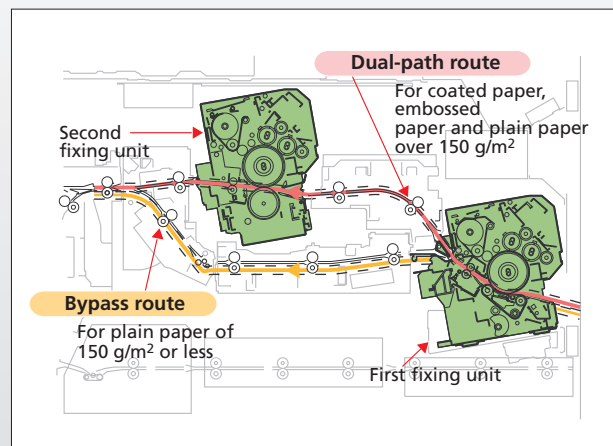 Dual-path route
For coated paper,
embossed
paper and plain paper
over 150 g/m2
Second
fixing unit
Bypass route
For plain paper of
150 g/m2 or less
First fixing unit